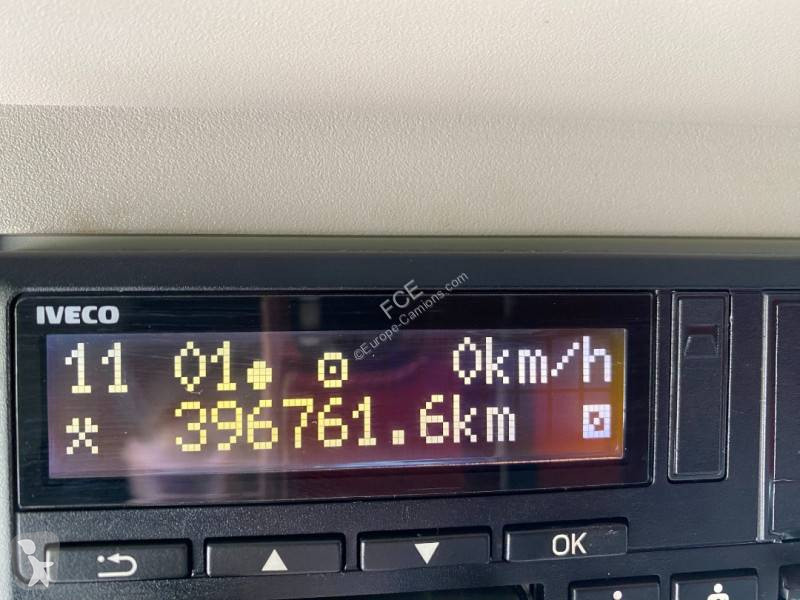 FCE
©Europe-Camions.com
IVECO
11 01 0km/h
396761.6km
OK